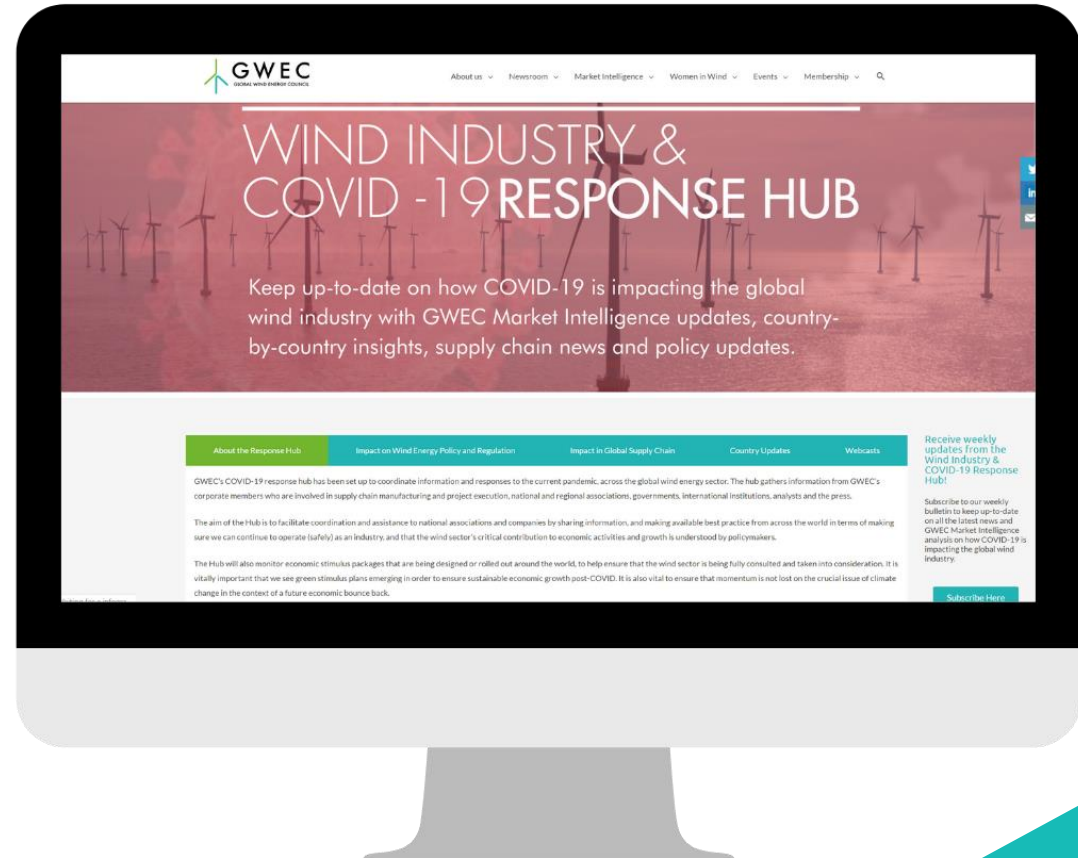 GWEC
GLOBAL WIND ENERGY COUNCIL
About us Newsroom Market Intelligence Women in Wind Events Membership
WIND INDUSTRY &
COVID -19 RESPONSE HUB
Keep up-to-date on how COVID-19 is impacting the global
wind industry with GWEC Market Intelligence updates, country-
by-country insights, supply chain news and policy updates.
in
About the Response Hub Impact on Wind Energy Policy and Regulation Impact in Global Supply Chain Country Updates Webcasts
GWEC's COVID-19 response hub has been set up to coordinate information and responses to the current pandemic, across the global wind energy sector. The hub gathers information from GWEC's
corporate members who are involved in supply chain manufacturing and project execution, national and regional associations, governments, international institutions, analysts and the press.
The aim of the Hub is to facilitate coordination and assistance to national associations and companies by sharing information, and making available best practice from across the world in terms of making
sure we can continue to operate (safely) as an industry, and that the wind sector's critical contribution to economic activities and growth is understood by policymakers.
The Hub will also monitor economic stimulus packages that are being designed or rolled out around the world, to help ensure that the wind sector is being fully consulted and taken into consideration. It is
vitally important that we see green stimulus plans emerging in order to ensure sustainable economic growth post-COVID. It is also vital to ensure that momentum is not lost on the crucial issue of climate
change in the context of a future economic bounce back.
Receive weekly
updates from the
Wind Industry &
COVID-19 Response
Hub!
Subscribe to our weekly
bulletin to keep up-to-date
on all the latest news and
GWEC Market Intelligence
analysis on how COVID-19 is
impacting the global wind
industry.
Subscribe Here